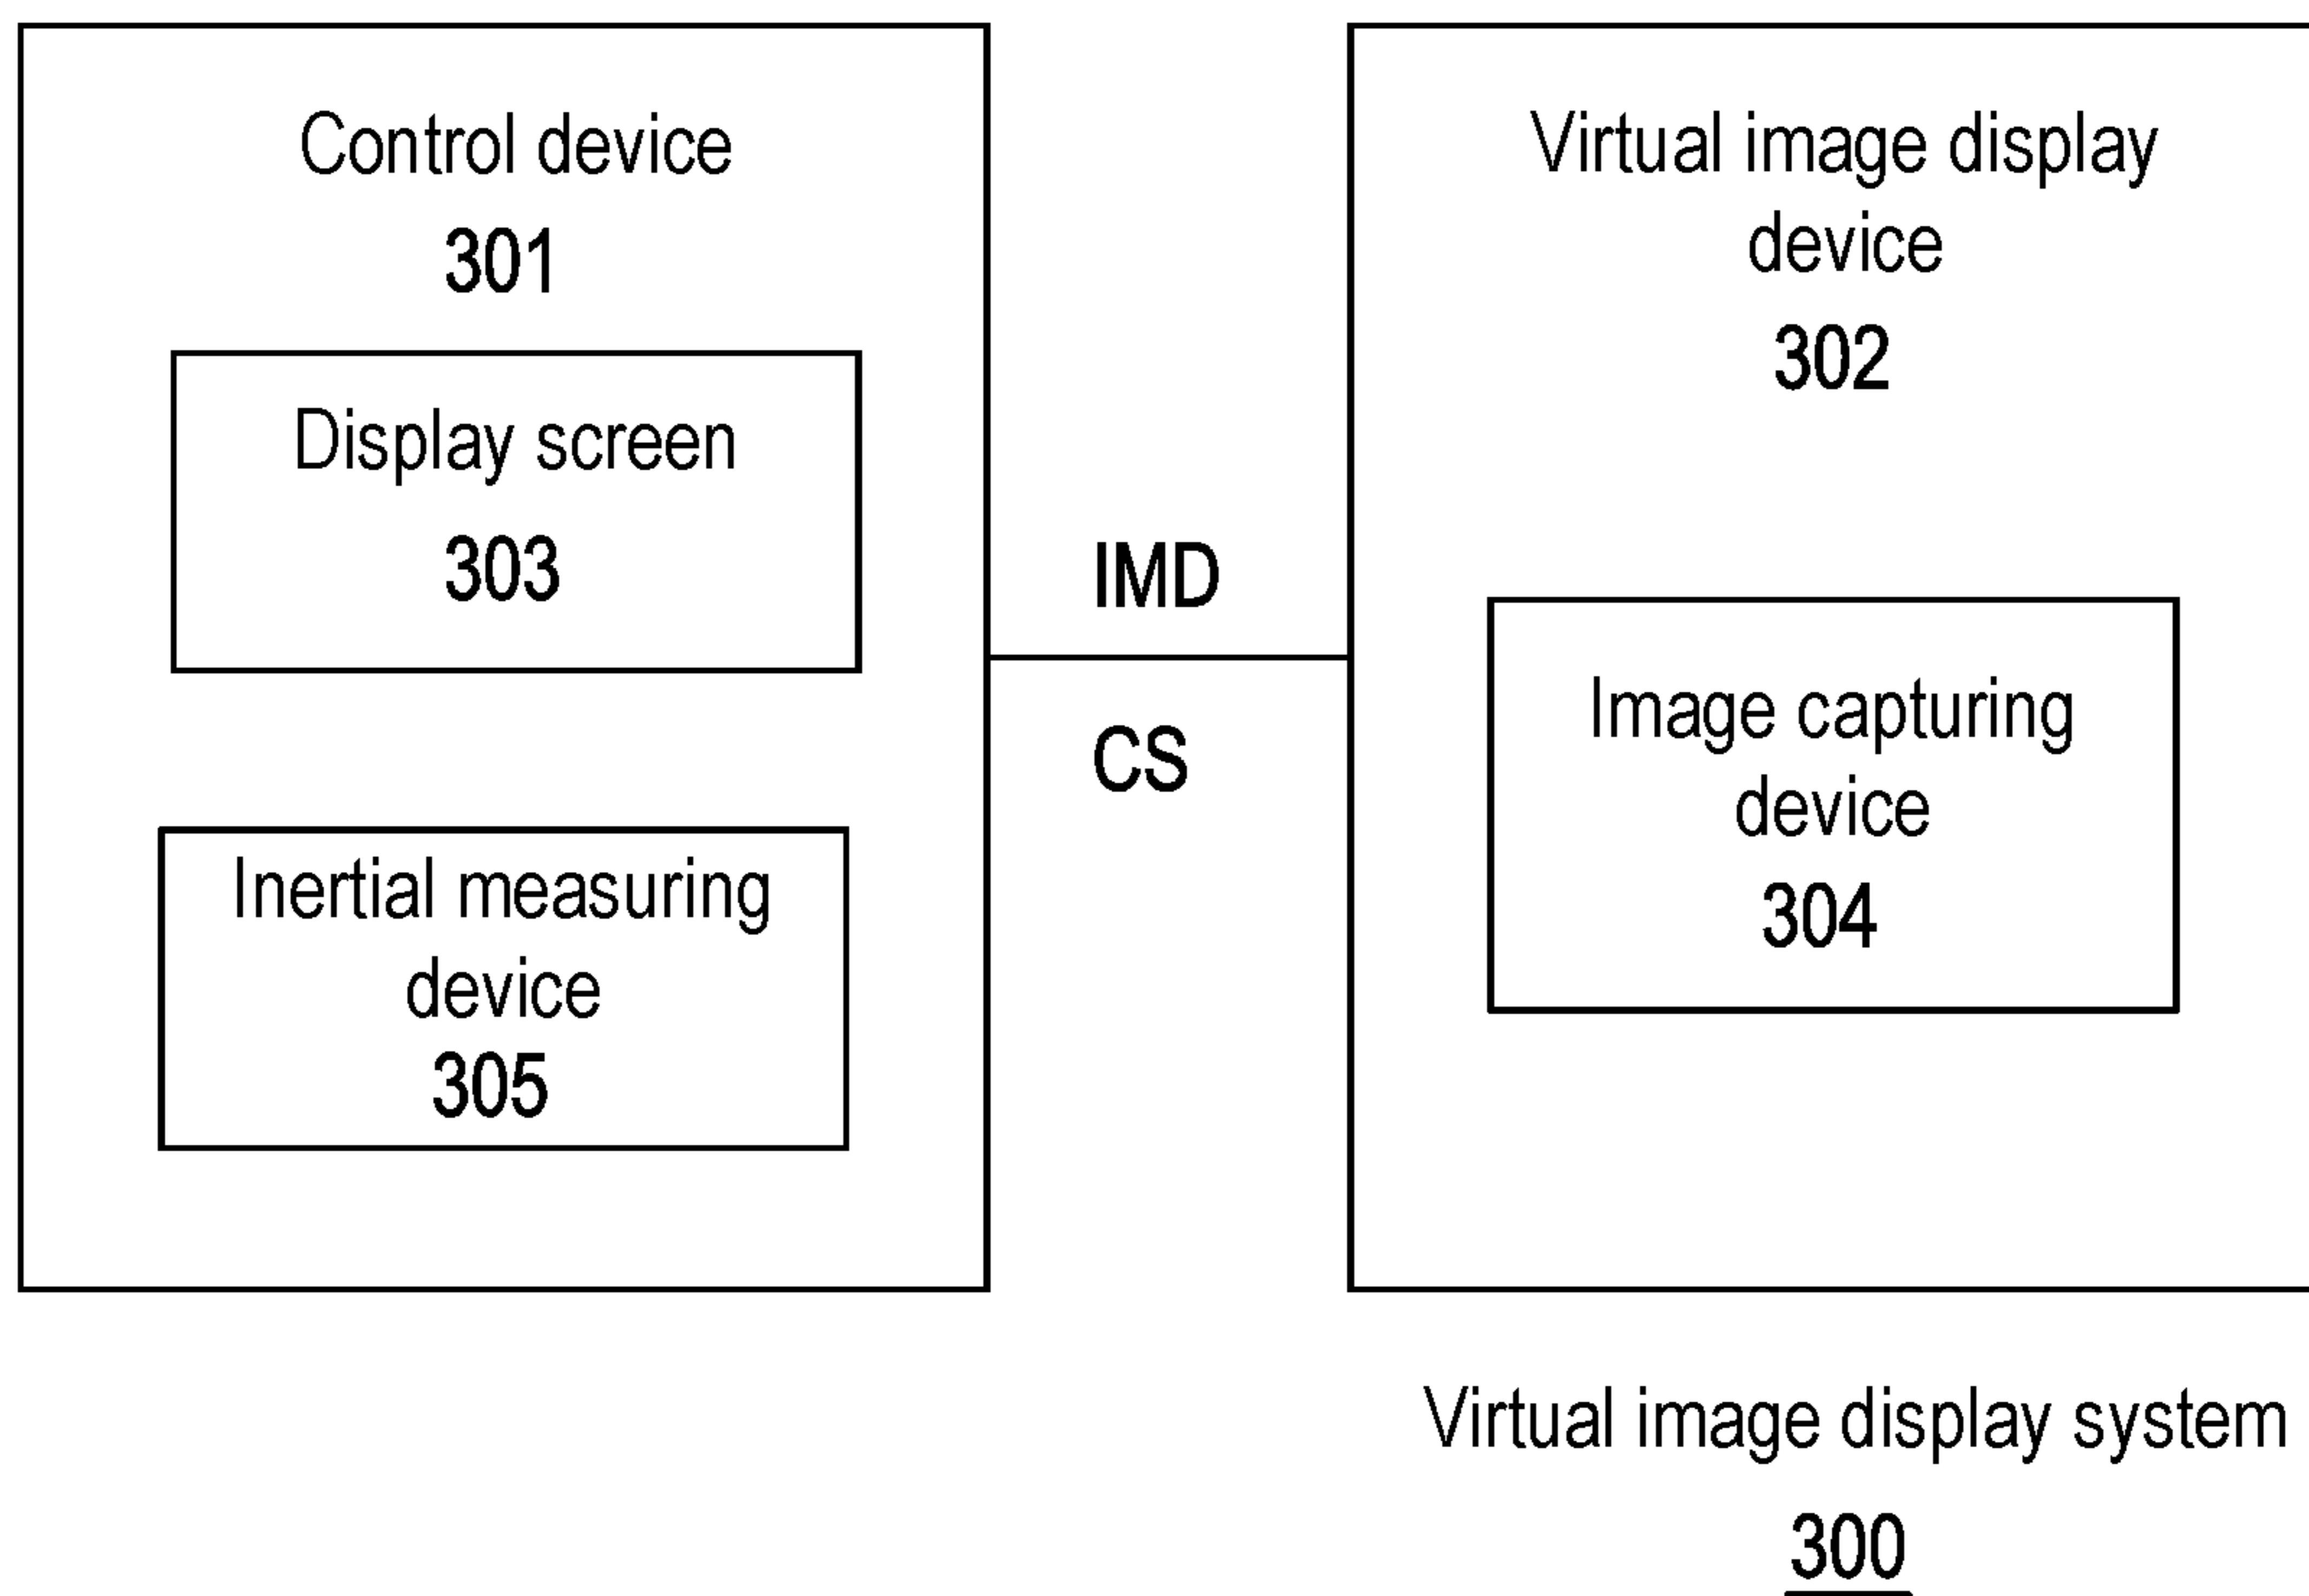 Control device
301
Display screen
303
Inertial measuring
device
305
IMD
CS
Virtual image display
device
302
Image capturing
device
304
Virtual image display system
300